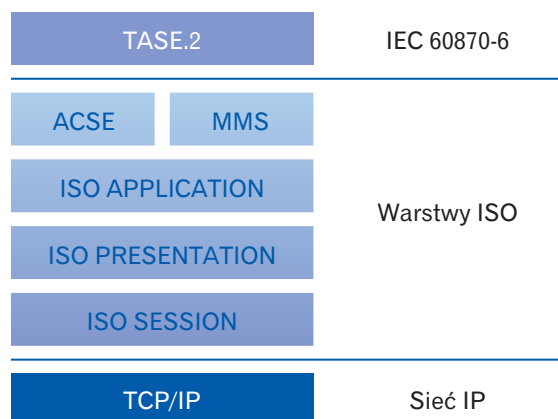 TASE.2 IEC 60870-6
ACSE MMS
ISO APPLICATION
Warstwy ISO
ISO PRESENTATION
ISO SESSION
TCP/IP Sieć IP